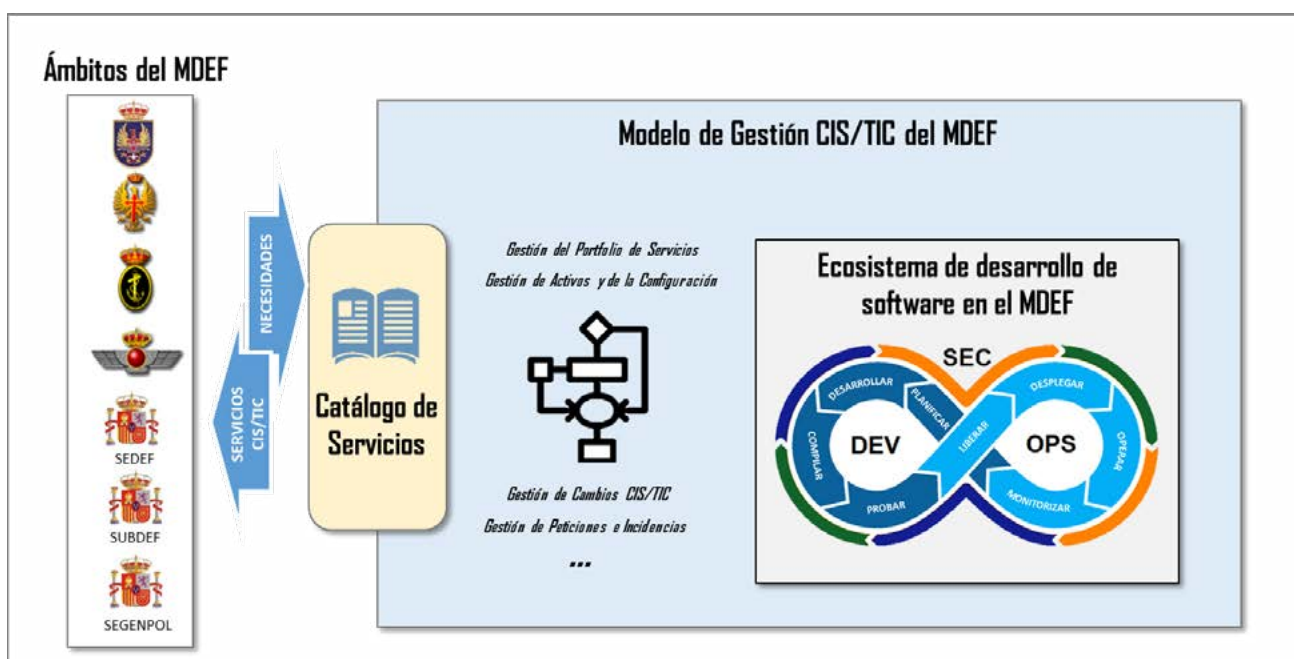 Ámbitos del MDEF
SEDEF
SUBDEF
SEGENPOL
NECESIDADES
SERVICIOS
CIS/TIC
Catálogo de
Servicios
Modelo de Gestión CIS/TIC del MDEF
Gestión del Portfolio de Servicios
Gestión de Activos y de la Configuración
Gestión de Cambios CIS/TIC
Gestión de Peticiones e Incidencias
...
Ecosistema de desarrollo de
software en el MDEF
SEC
DESARROLLAR
PLANIFICAR
DESPLEGAR
COMPILAR
DEV
LIBERAR
OPS
OPERAR
PROBAR
MONITORIZAR